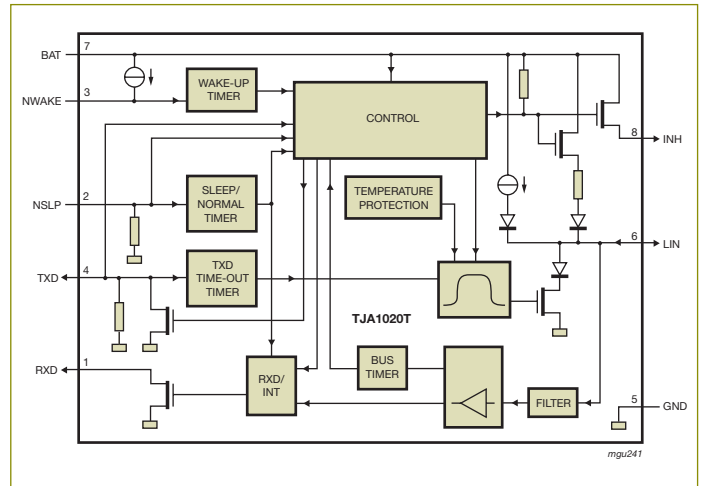 BAT
7
NWAKE
3
WAKE-UP
TIMER
CONTROL
8
INH
NSLP
2
SLEEP/
NORMAL
TIMER
TEMPERATURE
PROTECTION
6
LIN
TXD
4
TXD
TIME-OUT
TIMER
TJA1020T
RXD
1
RXD/
INT
BUS
TIMER
FILTER
5
GND
mgu241